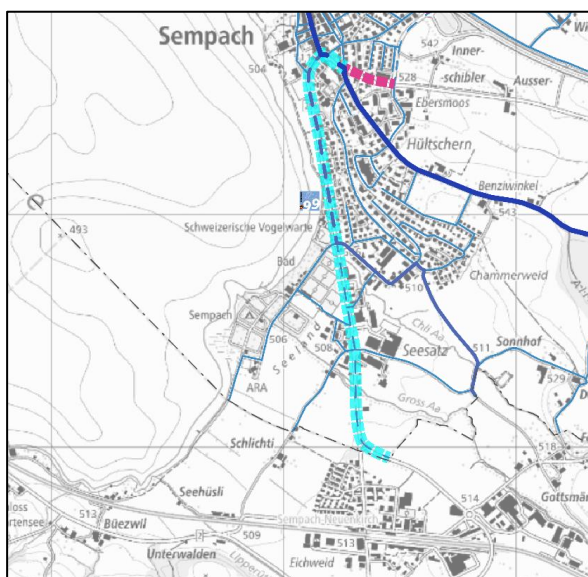 Sempach
504
542
Inner-
-schibler
Ausser-
528
Ebersmoos
Hültschern
Benziwinkel
543
99
493
Schweizerische Vogelwarte
Bad
510
Chammerweid
Sempach
506
Seeland
508
Chli Aa
511
Seesatz
Sonnhof
529
ARA
Gross Aa
Schlichti
518
Seehüsli
513
Büezwil
Sempach-Neuenkirch
514
Gottsmän
509
Unterwalden
Eichweid
513